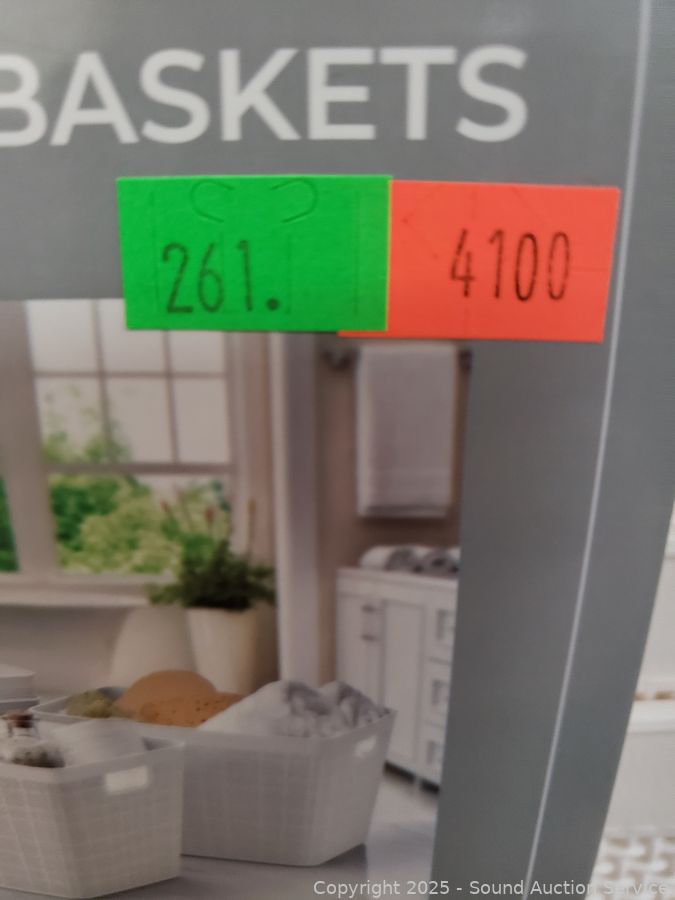 BASKETS
261. 4100
Copyright 2025 - Sound Auction Service